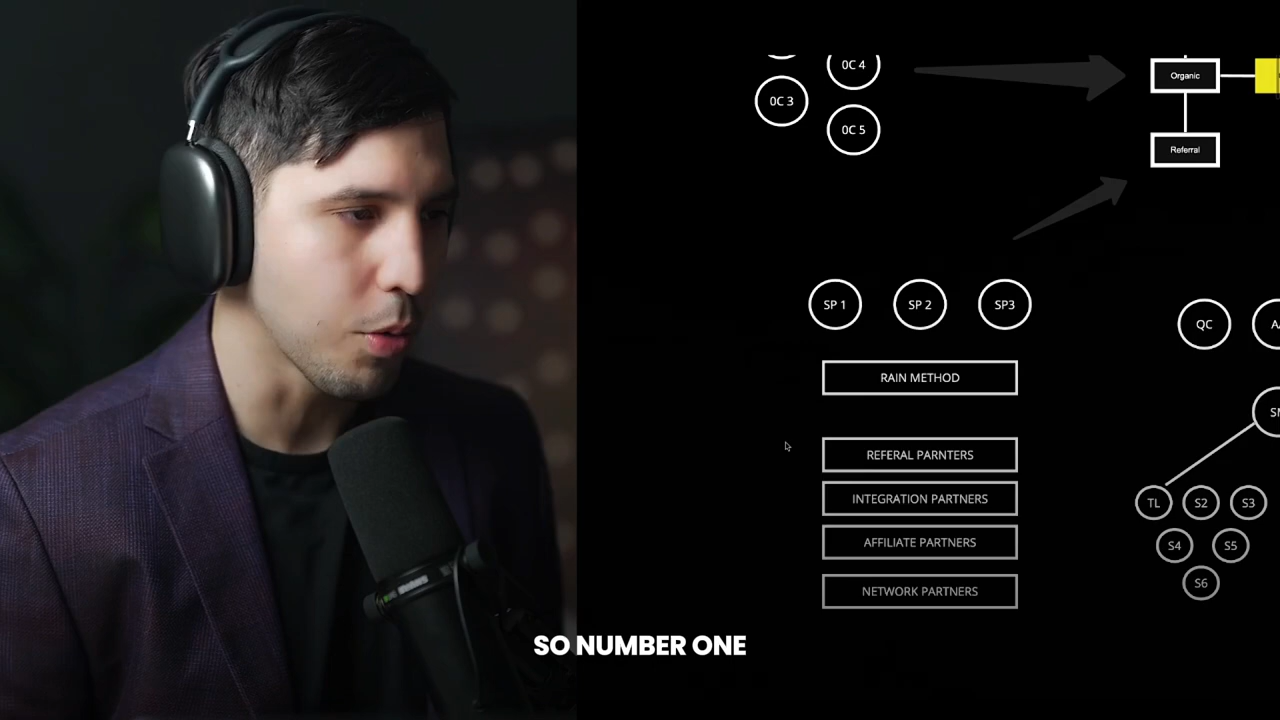 0C 4
Organic
0C 3
0C 5
Referral
SP 1 SP 2 SP3
QC
RAIN METHOD
REFERAL PARNTERS
INTEGRATION PARTNERS
TL S2 S3
AFFILIATE PARTNERS
S4 S5
S6
NETWORK PARTNERS
SO NUMBER ONE